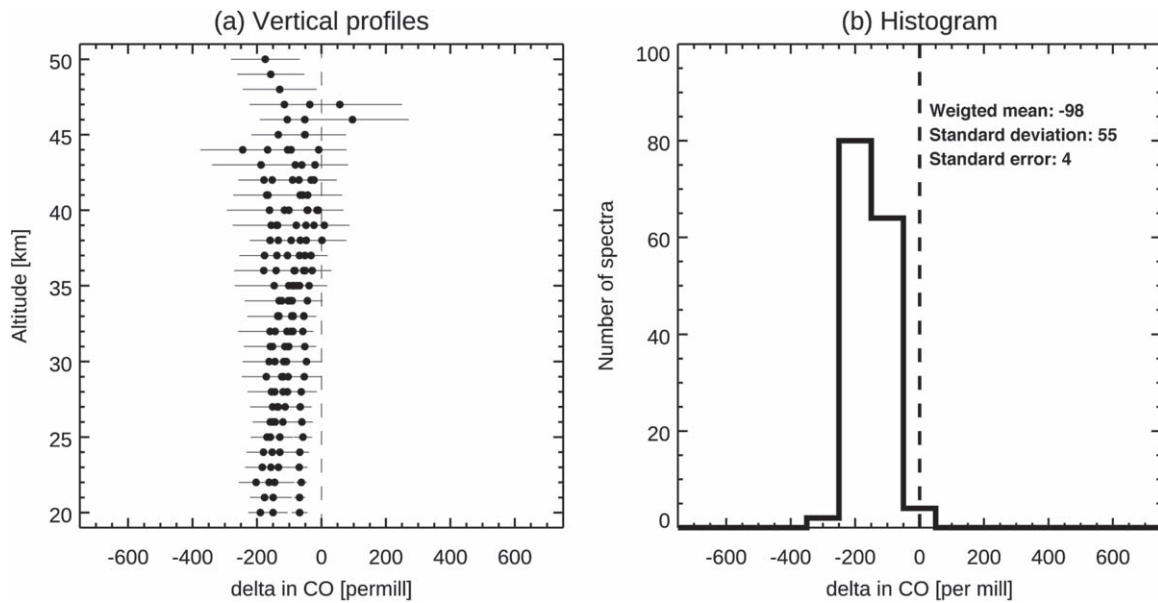 (a) Vertical profiles
50
45
40
35
30
25
20
Altitude [km]
-600 -400 -200 0 200 400 600
delta in CO [permill]
(b) Histogram
100
80
60
40
20
0
Number of spectra
Weigted mean: -98
Standard deviation: 55
Standard error: 4
-600 -400 -200 0 200 400 600
delta in CO [per mill]